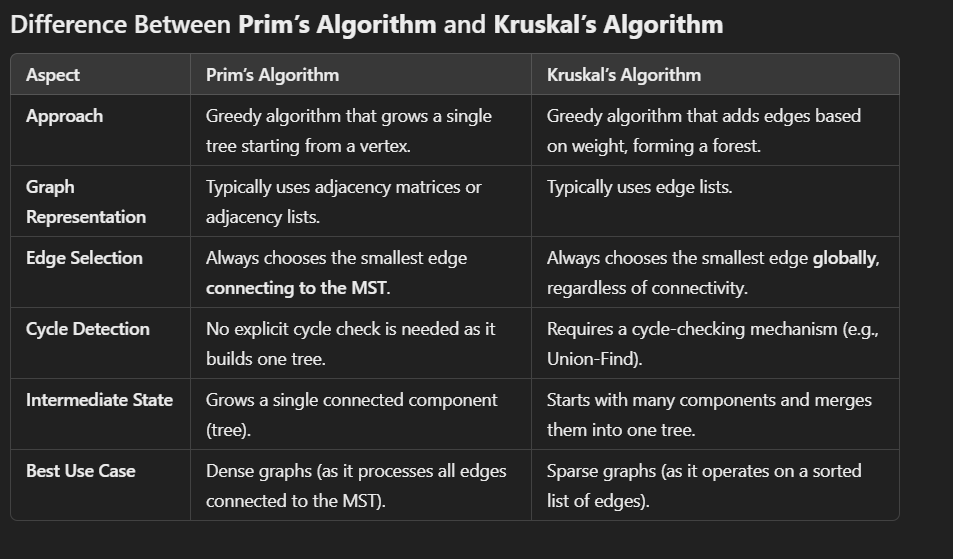 Difference Between Prim's Algorithm and Kruskal's Algorithm
Aspect
Prim's Algorithm
Kruskal's Algorithm
Approach
Greedy algorithm that grows a single
tree starting from a vertex.
Greedy algorithm that adds edges based
on weight, forming a forest.
Graph
Representation
Typically uses adjacency matrices or
adjacency lists.
Typically uses edge lists.
Edge Selection
Always chooses the smallest edge
connecting to the MST.
Always chooses the smallest edge globally,
regardless of connectivity.
Cycle Detection
No explicit cycle check is needed as it
builds one tree.
Requires a cycle-checking mechanism (e.g.,
Union-Find).
Intermediate State
Grows a single connected component
(tree).
Starts with many components and merges
them into one tree.
Best Use Case
Dense graphs (as it processes all edges
connected to the MST).
Sparse graphs (as it operates on a sorted
list of edges).